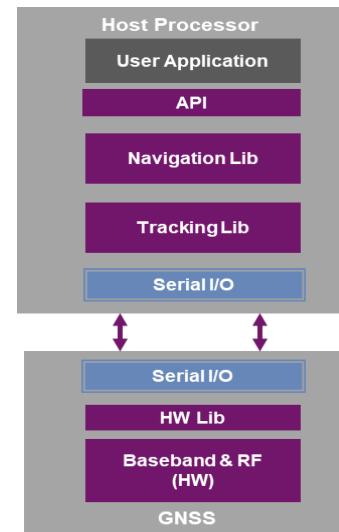 Host Processor
User Application
API
Navigation Lib
Tracking Lib
Serial I/O
Serial I/O
HW Lib
Baseband & RF
(HW)
GNSS